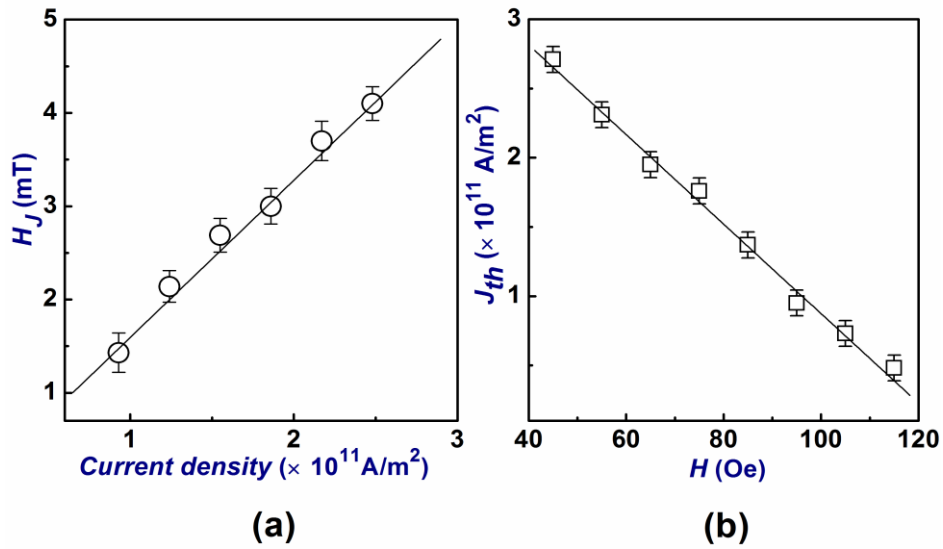 5
4
3
2
1
H_J (mT)
1 2 3
Current density (× 10^11 A/m^2)
(a)
3
2
1
J_th (× 10^11 A/m^2)
40 60 80 100 120
H (Oe)
(b)